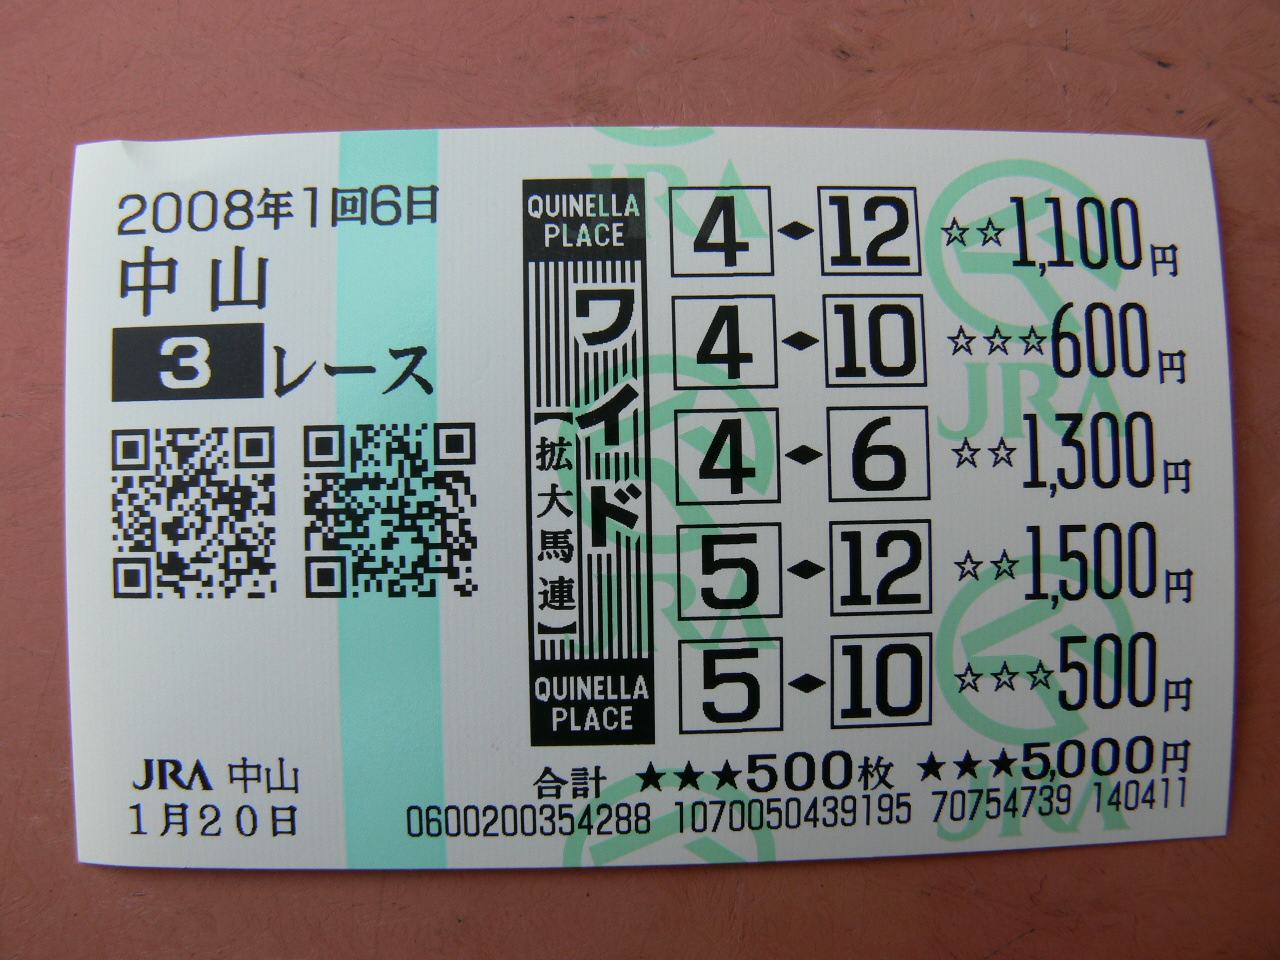 2008年1回6日
中山
3レース
QUINELLA
PLACE
ワイド
【拡大馬連】
QUINELLA
PLACE
4◆12 ☆☆1,100円
4◆10 ☆☆☆600円
4◆6 ☆☆1,300円
5◆12 ☆☆1,500円
5◆10 ☆☆☆500円
合計 ★★★500枚 ★★★5,000円
JRA 中山
1月20日
0600200354288 1070050439195 70754739 140411
JRA
JRA
JRA
JRA